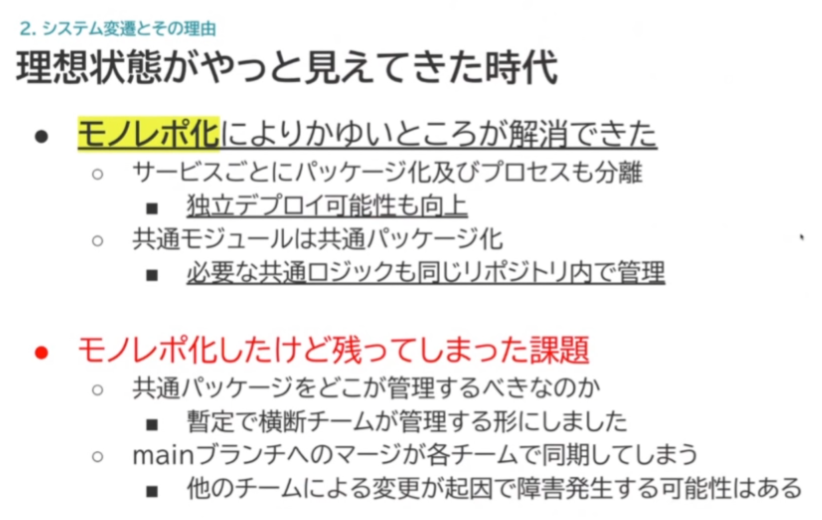 2. システム変遷とその理由
理想状態がやっと見えてきた時代
● モノレポ化によりかゆいところが解消できた
○ サービスごとにパッケージ化及びプロセスも分離
■ 独立デプロイ可能性も向上
○ 共通モジュールは共通パッケージ化
■ 必要な共通ロジックも同じリポジトリ内で管理
● モノレポ化したけど残ってしまった課題
○ 共通パッケージをどこが管理するべきなのか
■ 暫定で横断チームが管理する形にしました
○ mainブランチへのマージが各チームで同期してしまう
■ 他のチームによる変更が起因で障害発生する可能性はある